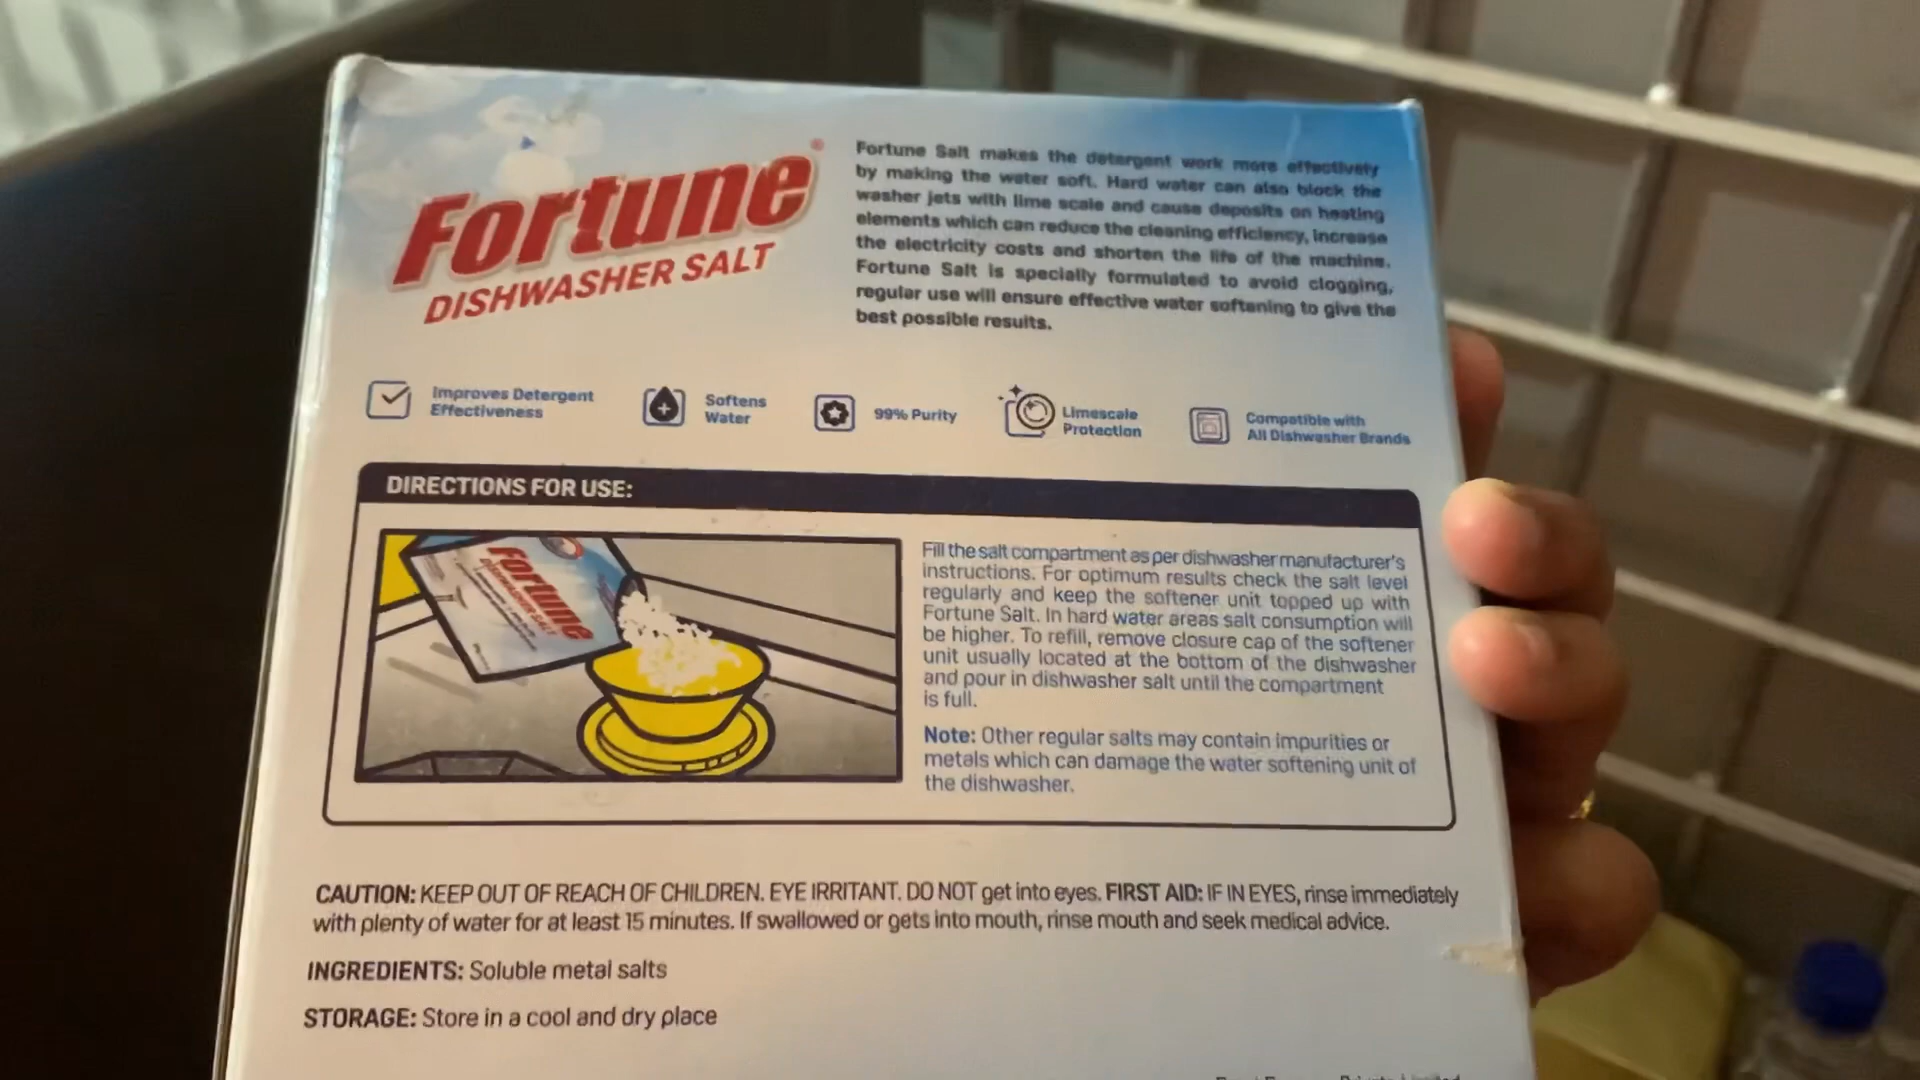 Fortune®
DISHWASHER SALT
Fortune Salt makes the detergent work more effectively
by making the water soft. Hard water can also block the
washer jets with lime scale and cause deposits on heating
elements which can reduce the cleaning efficiency, increase
the electricity costs and shorten the life of the machine.
Fortune Salt is specially formulated to avoid clogging,
regular use will ensure effective water softening to give the
best possible results.
Improves Detergent
Effectiveness
Softens
Water
99% Purity
Limescale
Protection
Compatible with
All Dishwasher Brands
DIRECTIONS FOR USE:
Fortune
DISHWASHER SALT
Fill the salt compartment as per dishwasher manufacturer's
instructions. For optimum results check the salt level
regularly and keep the softener unit topped up with
Fortune Salt. In hard water areas salt consumption will
be higher. To refill, remove closure cap of the softener
unit usually located at the bottom of the dishwasher
and pour in dishwasher salt until the compartment
is full.
Note: Other regular salts may contain impurities or
metals which can damage the water softening unit of
the dishwasher.
CAUTION: KEEP OUT OF REACH OF CHILDREN. EYE IRRITANT. DO NOT get into eyes. FIRST AID: IF IN EYES, rinse immediately
with plenty of water for at least 15 minutes. If swallowed or gets into mouth, rinse mouth and seek medical advice.
INGREDIENTS: Soluble metal salts
STORAGE: Store in a cool and dry place